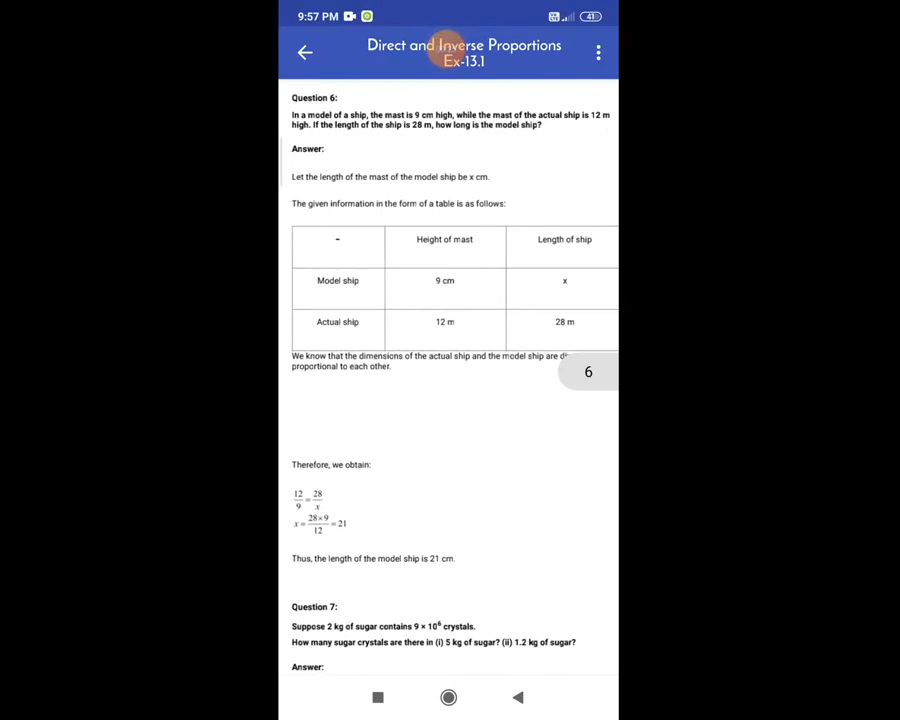 9:57 PM
41
Direct and Inverse Proportions
Ex-13.1
Question 6:
In a model of a ship, the mast is 9 cm high, while the mast of the actual ship is 12 m
high. If the length of the ship is 28 m, how long is the model ship?
Answer:
Let the length of the mast of the model ship be x cm.
The given information in the form of a table is as follows:
- Height of mast Length of ship
Model ship 9 cm x
Actual ship 12 m 28 m
We know that the dimensions of the actual ship and the model ship are
proportional to each other.
6
Therefore, we obtain:
12/9 = 28/x
x = 28×9/12 = 21
Thus, the length of the model ship is 21 cm.
Question 7:
Suppose 2 kg of sugar contains 9 × 10⁶ crystals.
How many sugar crystals are there in (i) 5 kg of sugar? (ii) 1.2 kg of sugar?
Answer: